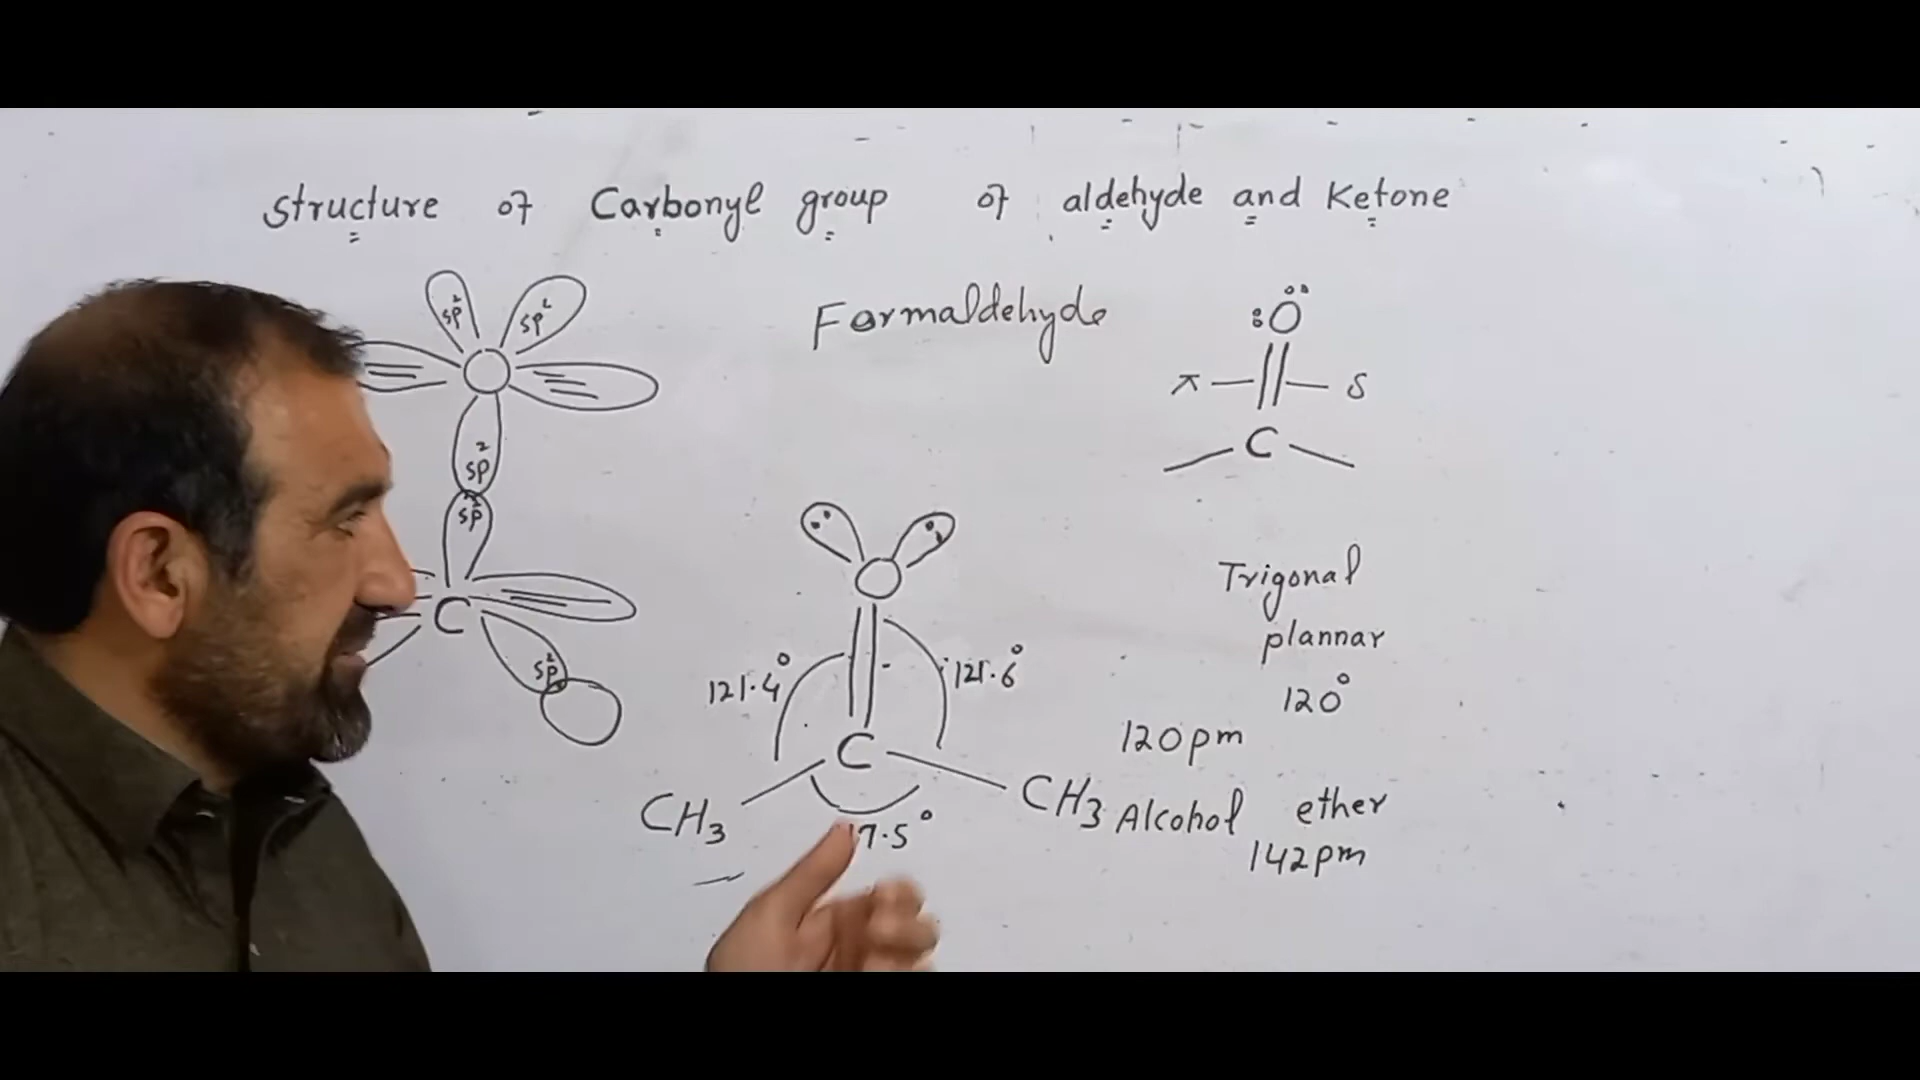 structure of Carbonyl group of aldehyde and Ketone
sp² sp²
sp²
sp²
C
sp²
Formaldehyde
:O
π S
C
121.4° 121.6°
C
CH3 CH3
7.5°
Trigonal
plannar
120°
120pm
Alcohol ether
142pm